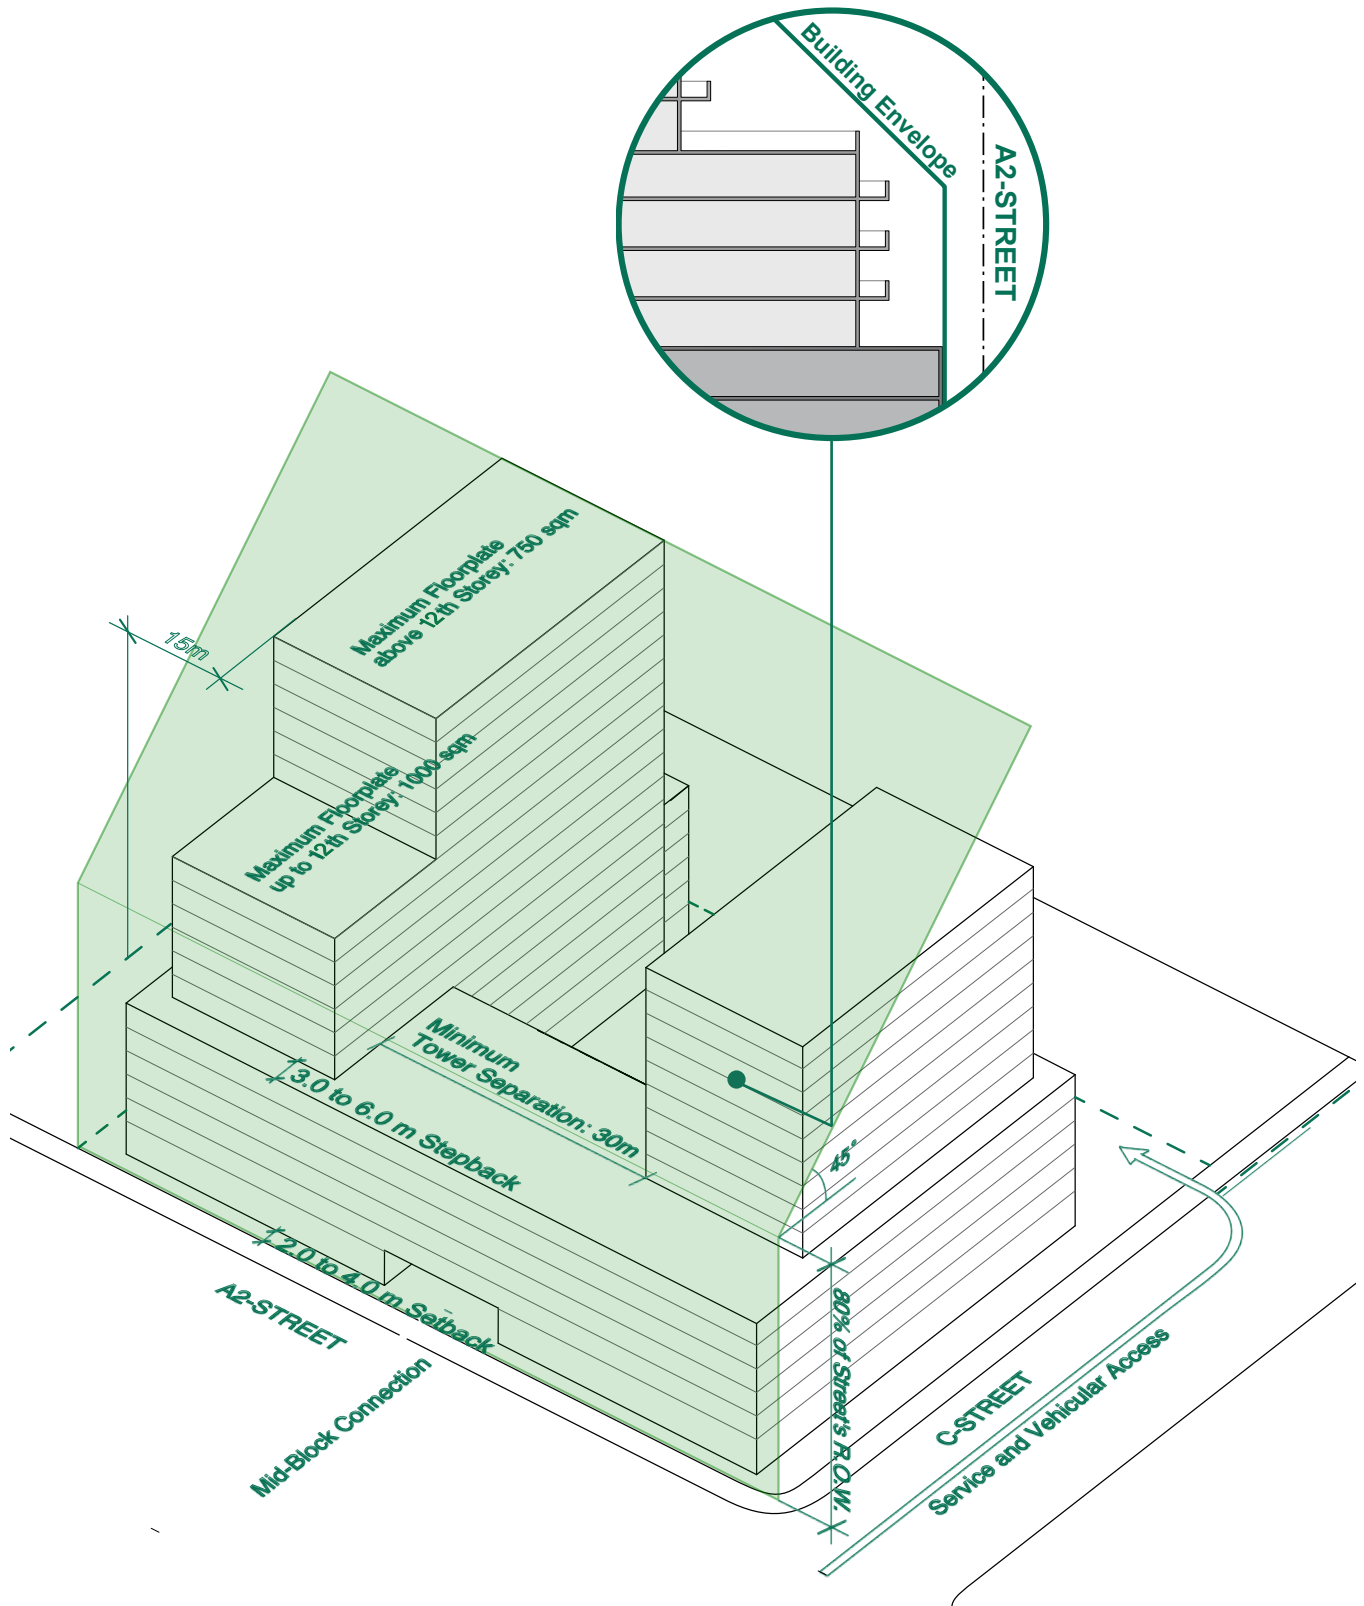 Building Envelope
A2-STREET
Maximum Floorplate
above 12th Storey: 750 sqm
15m
Maximum Floorplate
up to 12th Storey: 1000 sqm
Minimum
Tower Separation: 30m
3.0 to 6.0 m Stepback
45°
2.0 to 4.0 m Setback
80% of Street's R.O.W.
A2-STREET
Mid-Block Connection
C-STREET
Service and Vehicular Access